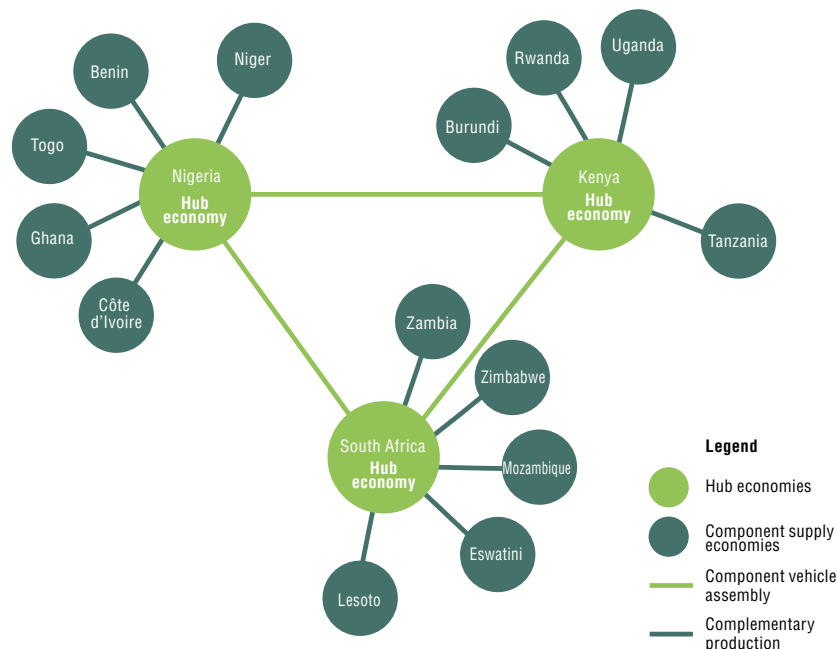 Niger
Benin
Togo
Ghana
Côte
d'Ivoire
Nigeria
Hub
economy
Uganda
Rwanda
Burundi
Kenya
Hub
economy
Tanzania
Zambia
Zimbabwe
South Africa
Hub
economy
Mozambique
Eswatini
Lesoto
Legend
Hub economies
Component supply
economies
Component vehicle
assembly
Complementary
production